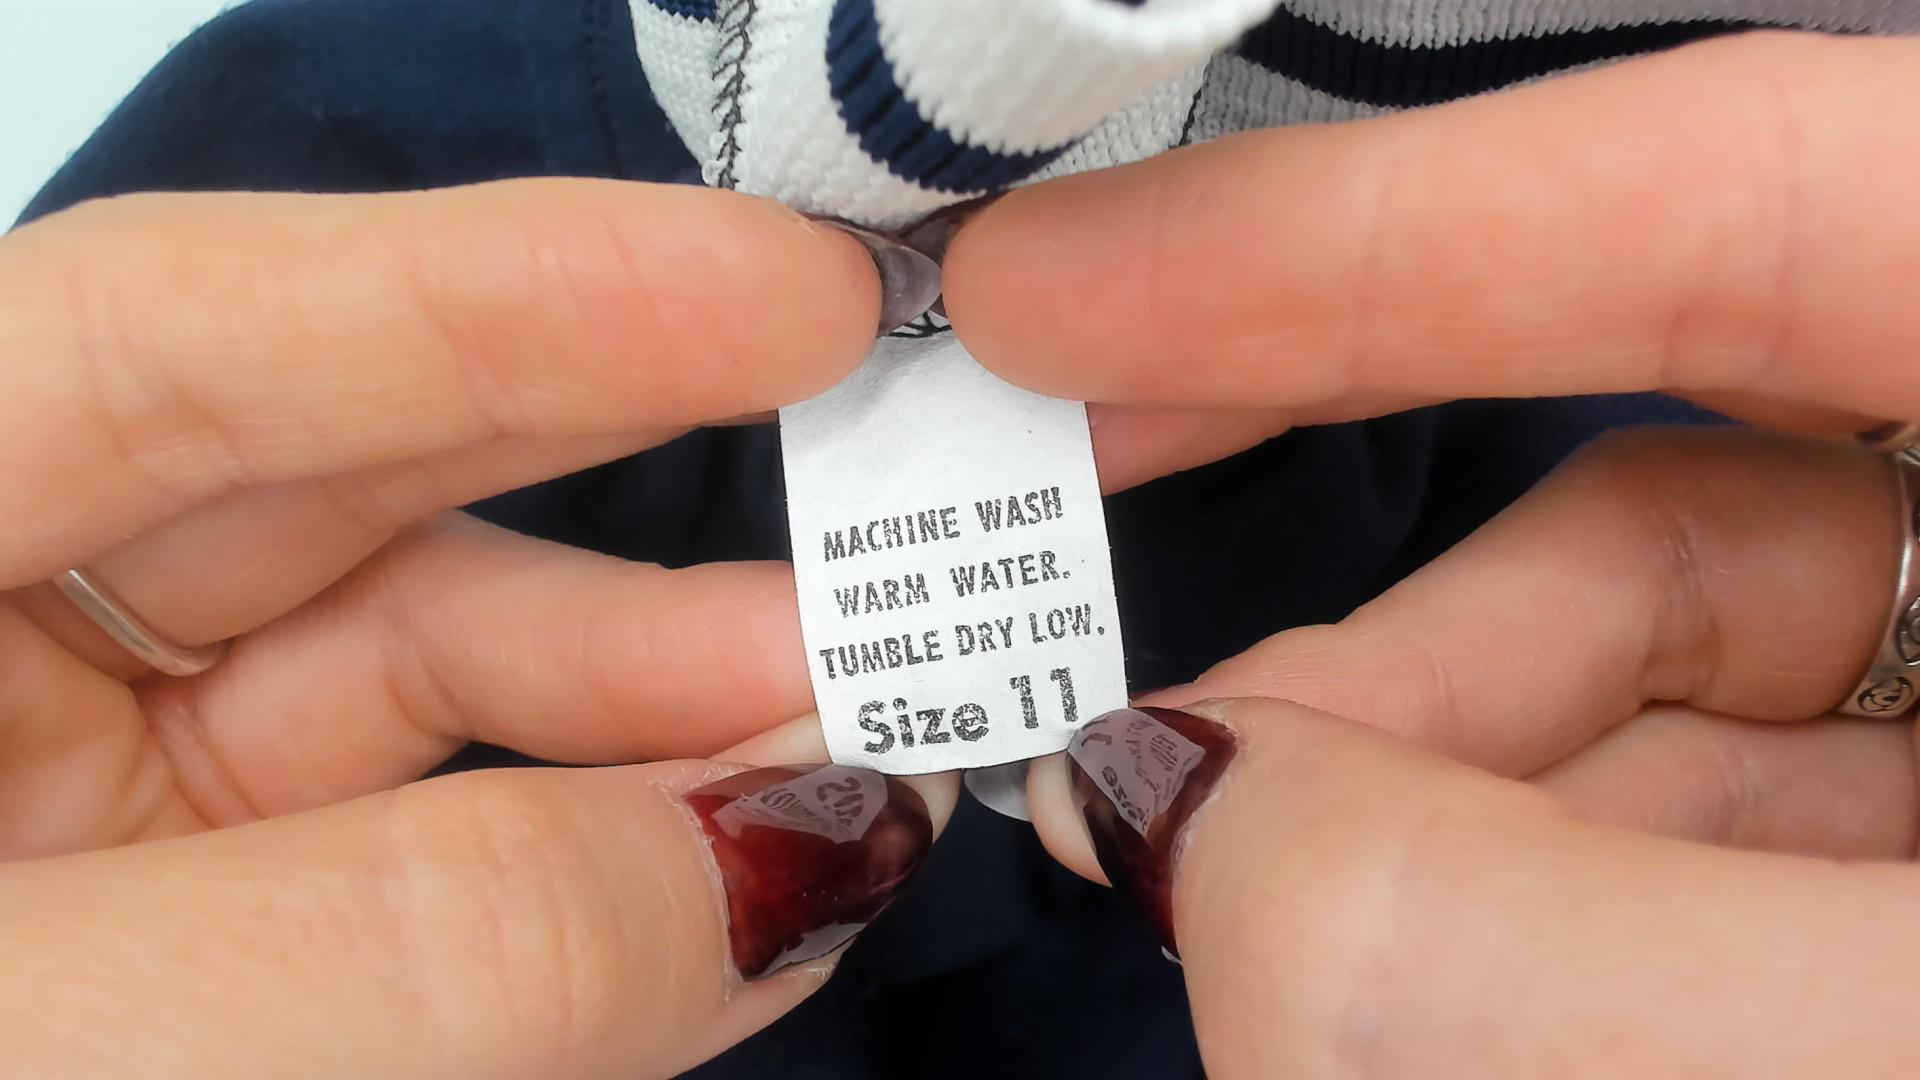 MACHINE WASH
WARM WATER.
TUMBLE DRY LOW.
Size 11